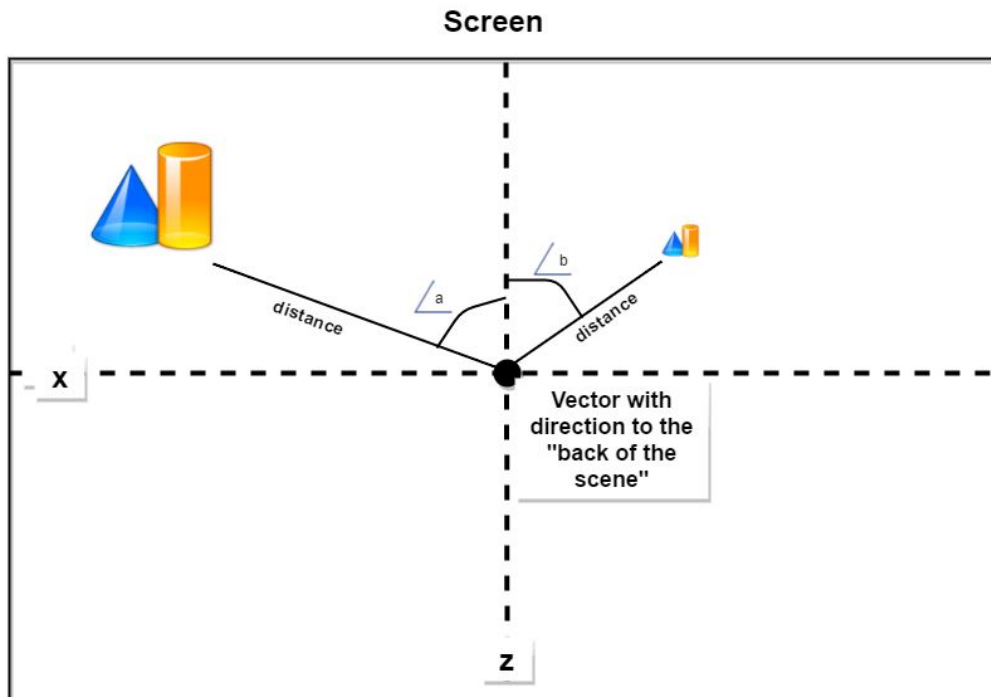 Screen
a
b
distance
distance
x
Vector with
direction to the
"back of the
scene"
z